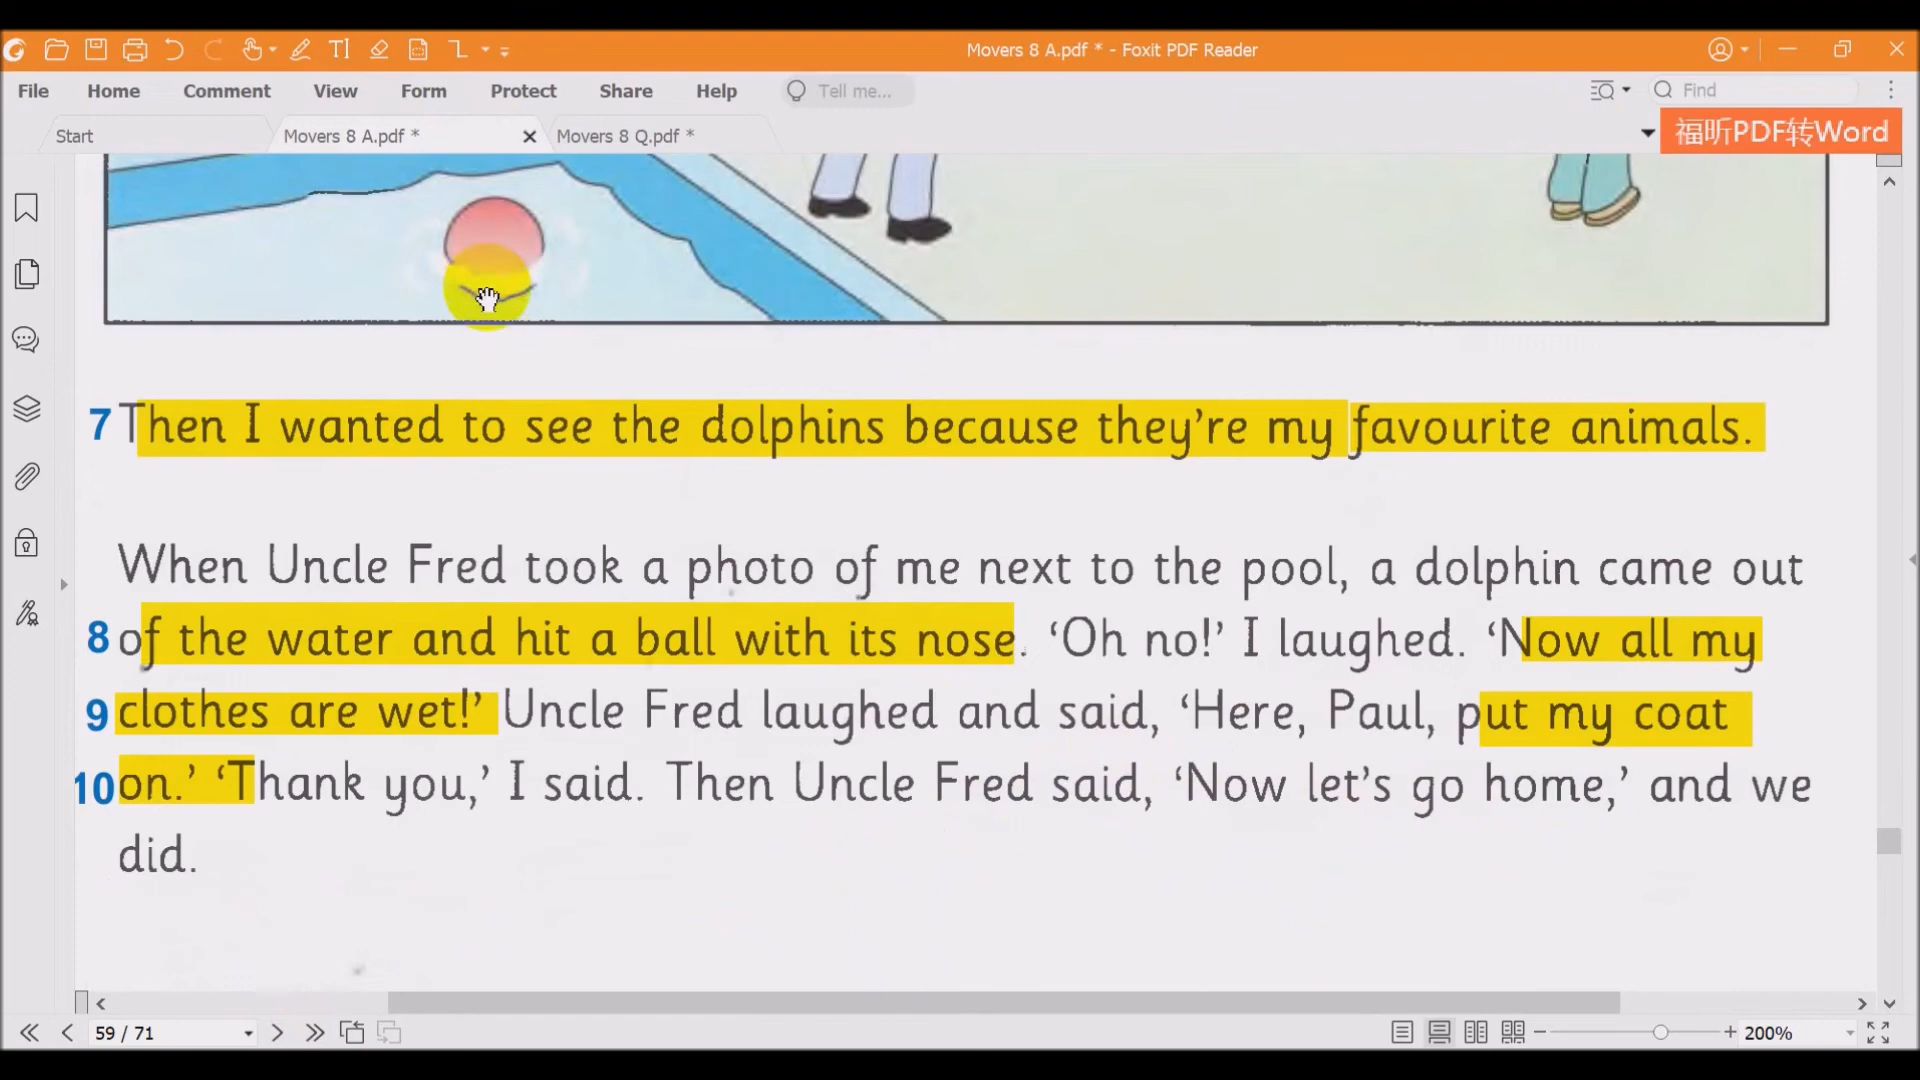 Movers 8 A.pdf * - Foxit PDF Reader
File Home Comment View Form Protect Share Help Tell me... Find
Start Movers 8 A.pdf * Movers 8 Q.pdf * 福昕PDF转Word
7 Then I wanted to see the dolphins because they're my favourite animals.
When Uncle Fred took a photo of me next to the pool, a dolphin came out
8 of the water and hit a ball with its nose. 'Oh no!' I laughed. 'Now all my
9 clothes are wet!' Uncle Fred laughed and said, 'Here, Paul, put my coat
10 on.' 'Thank you,' I said. Then Uncle Fred said, 'Now let's go home,' and we
did.
59 / 71 200%